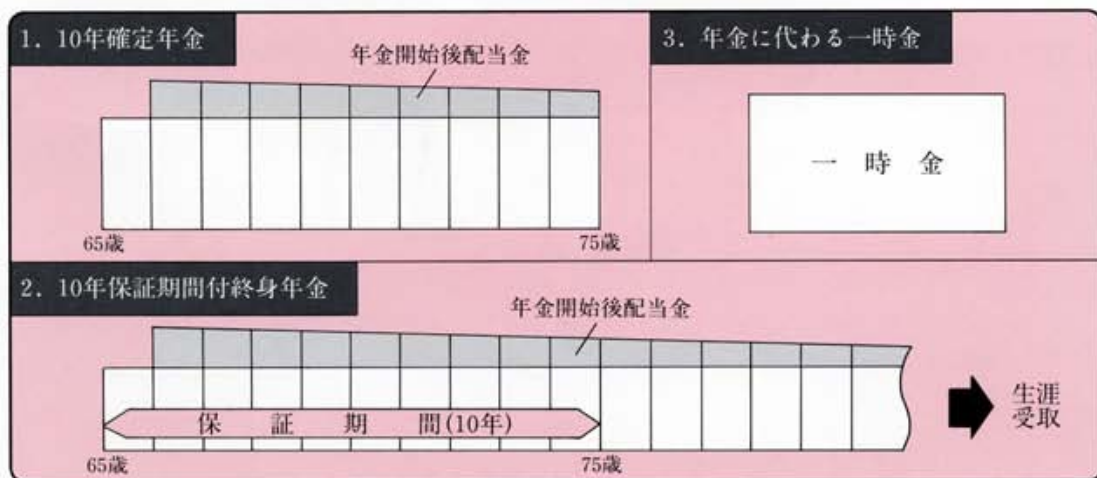 1. 10年確定年金
年金開始後配当金
65歳
75歳
3. 年金に代わる一時金
一時金
2. 10年保証期間付終身年金
年金開始後配当金
保証期間(10年)
65歳
75歳
生涯
受取